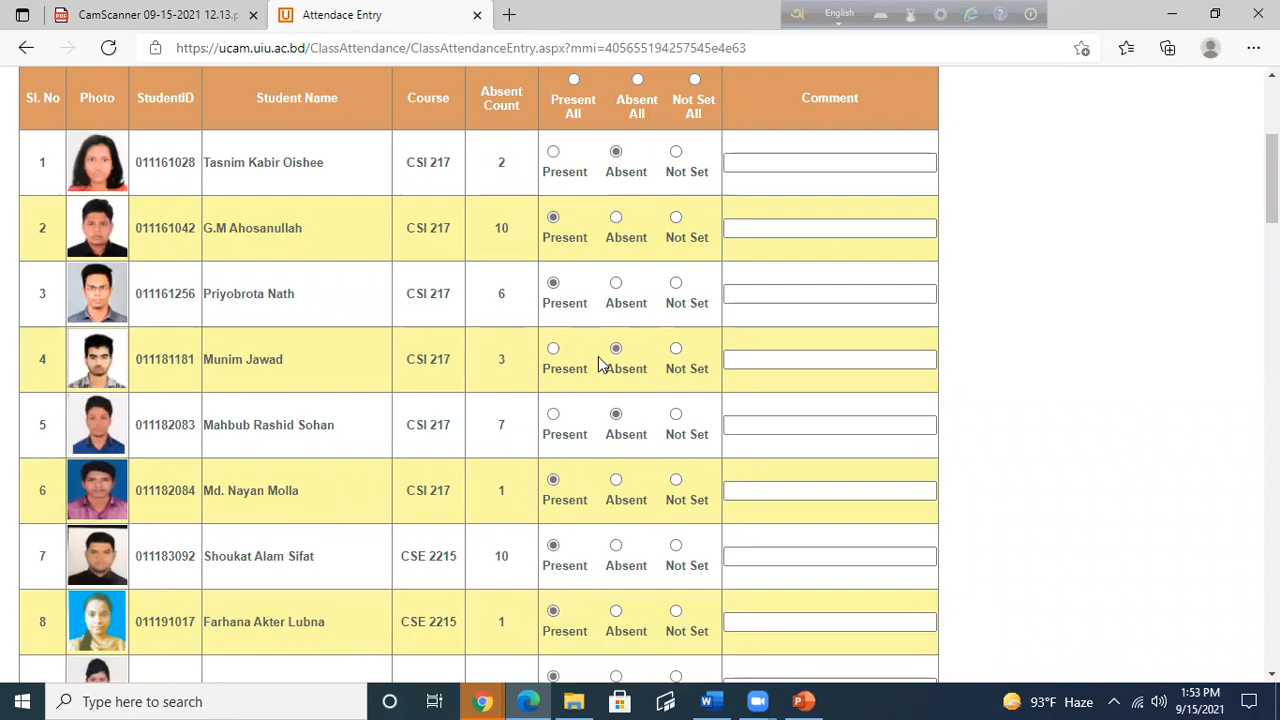 CamScanner 09-15-2021 12.13.p
Attendace Entry
English
https://ucam.uiu.ac.bd/ClassAttendance/ClassAttendanceEntry.aspx?mmi=405655194257545e4e63
Sl. No Photo StudentID Student Name Course Absent Count Present All Absent All Not Set All Comment
1 011161028 Tasnim Kabir Oishee CSI 217 2 Present Absent Not Set
2 011161042 G.M Ahosanullah CSI 217 10 Present Absent Not Set
3 011161256 Priyobrota Nath CSI 217 6 Present Absent Not Set
4 011181181 Munim Jawad CSI 217 3 Present Absent Not Set
5 011182083 Mahbub Rashid Sohan CSI 217 7 Present Absent Not Set
6 011182084 Md. Nayan Molla CSI 217 1 Present Absent Not Set
7 011183092 Shoukat Alam Sifat CSE 2215 10 Present Absent Not Set
8 011191017 Farhana Akter Lubna CSE 2215 1 Present Absent Not Set
Type here to search
93°F Haze
1:53 PM
9/15/2021